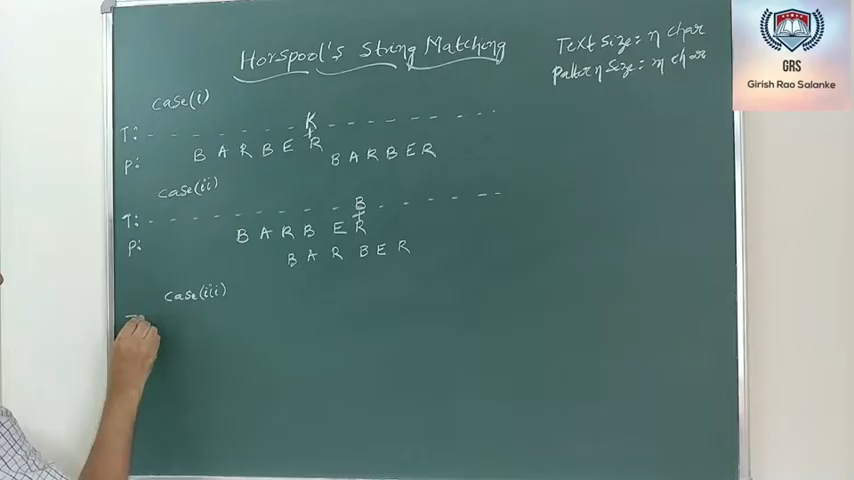 Horspool's String Matching
Text size: n char
Pattern size: m char
case(i)
T: - - - - - - - K - - - - - - - -
P: B A R B E R
B A R B E R
case(ii)
T: - - - - - - - - B - - - - - -
P: B A R B E R
B A R B E R
case(iii)
GRS
Girish Rao Salanke